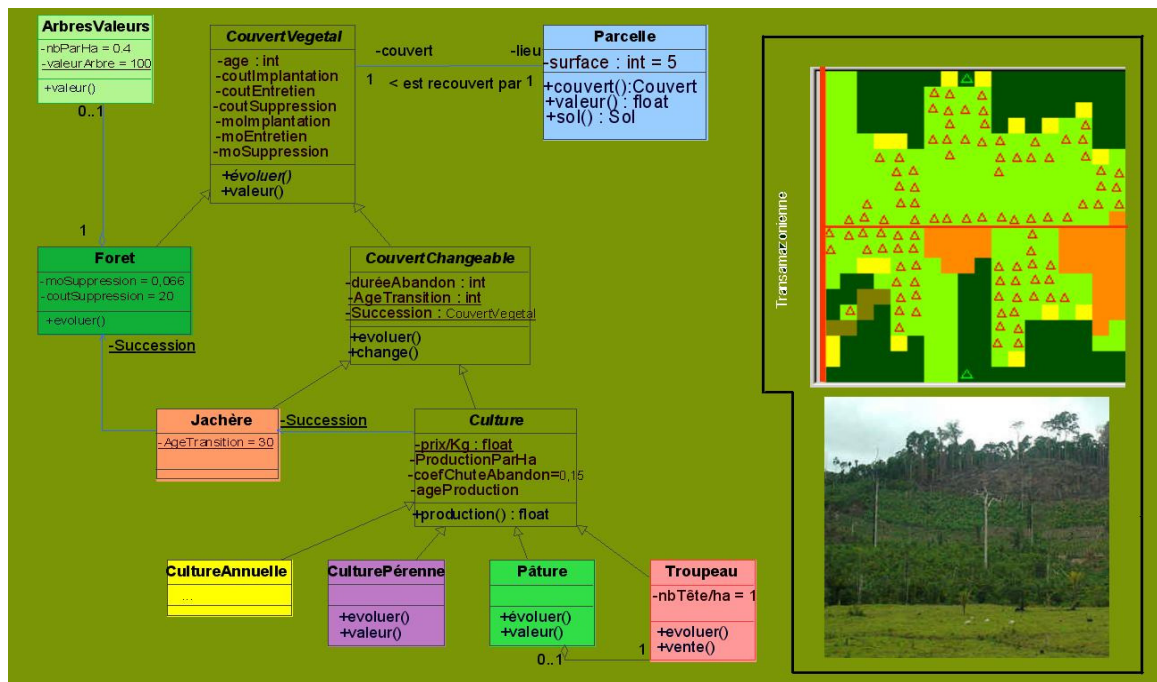 ArbresValeurs
-nbParHa = 0.4
-valeurArbre = 100
+valeur()
0..1
1
CouvertVegetal
-age : int
-coutImplantation
-coutEntretien
-coutSuppression
-moImplantation
-moEntretien
-moSuppression
+évoluer()
+valeur()
-couvert
-lieu
1
< est recouvert par
1
Parcelle
-surface : int = 5
+couvert():Couvert
+valeur() : float
+sol() : Sol
Foret
-moSuppression = 0,066
-coutSuppression = 20
+evoluer()
-Succession
CouvertChangeable
-duréeAbandon : int
-AgeTransition : int
-Succession : CouvertVegetal
+evoluer()
+change()
Jachère
-AgeTransition = 30
-Succession
Culture
-prix/Kg : float
-ProductionParHa
-coefChuteAbandon=0,15
-ageProduction
+production() : float
CultureAnnuelle
...
CulturePérenne
+evoluer()
+valeur()
Pâture
+évoluer()
+valeur()
0..1
1
Troupeau
-nbTête/ha = 1
+evoluer()
+vente()
Transamazonienne